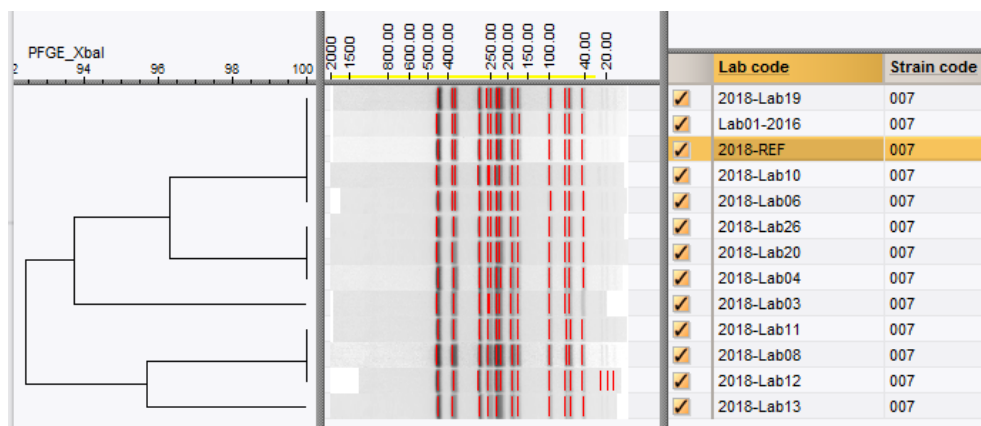 PFGE_XbaI
2 94 96 98 100
2000 1500 800.00 600.00 500.00 400.00 250.00 200.00 150.00 100.00 40.00 20.00
Lab code Strain code
2018-Lab19 007
Lab01-2016 007
2018-REF 007
2018-Lab10 007
2018-Lab06 007
2018-Lab26 007
2018-Lab20 007
2018-Lab04 007
2018-Lab03 007
2018-Lab11 007
2018-Lab08 007
2018-Lab12 007
2018-Lab13 007